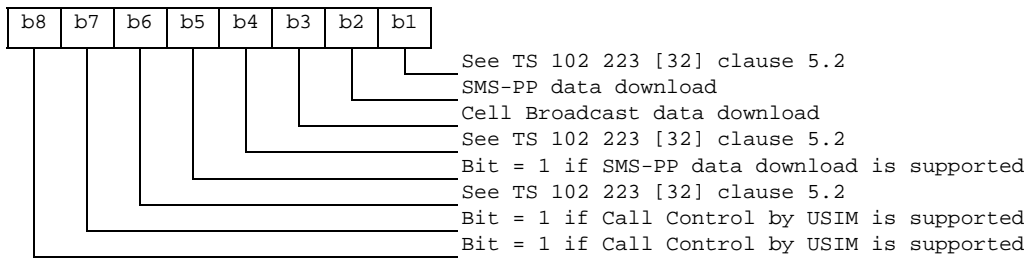 b8 b7 b6 b5 b4 b3 b2 b1
See TS 102 223 [32] clause 5.2
SMS-PP data download
Cell Broadcast data download
See TS 102 223 [32] clause 5.2
Bit = 1 if SMS-PP data download is supported
See TS 102 223 [32] clause 5.2
Bit = 1 if Call Control by USIM is supported
Bit = 1 if Call Control by USIM is supported